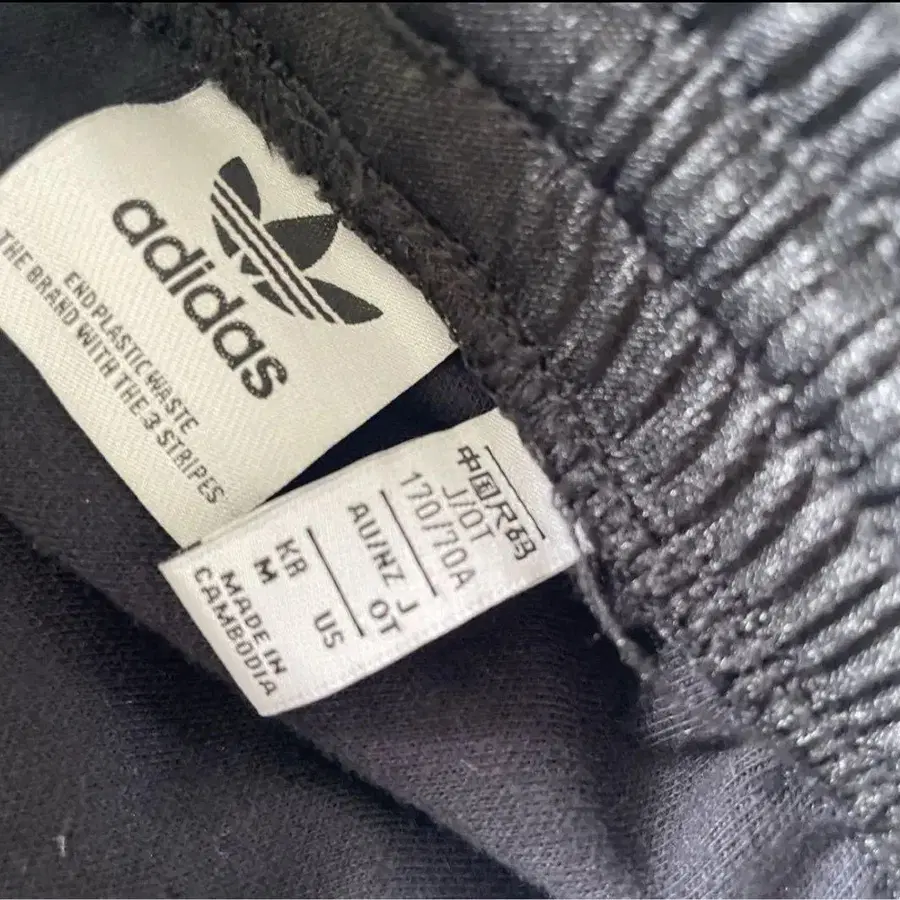 adidas
END PLASTIC WASTE
THE BRAND WITH THE 3 STRIPES
中国尺码
J/OT
170/70A
AU/NZ J
OT
KR US
M
MADE IN
CAMBODIA